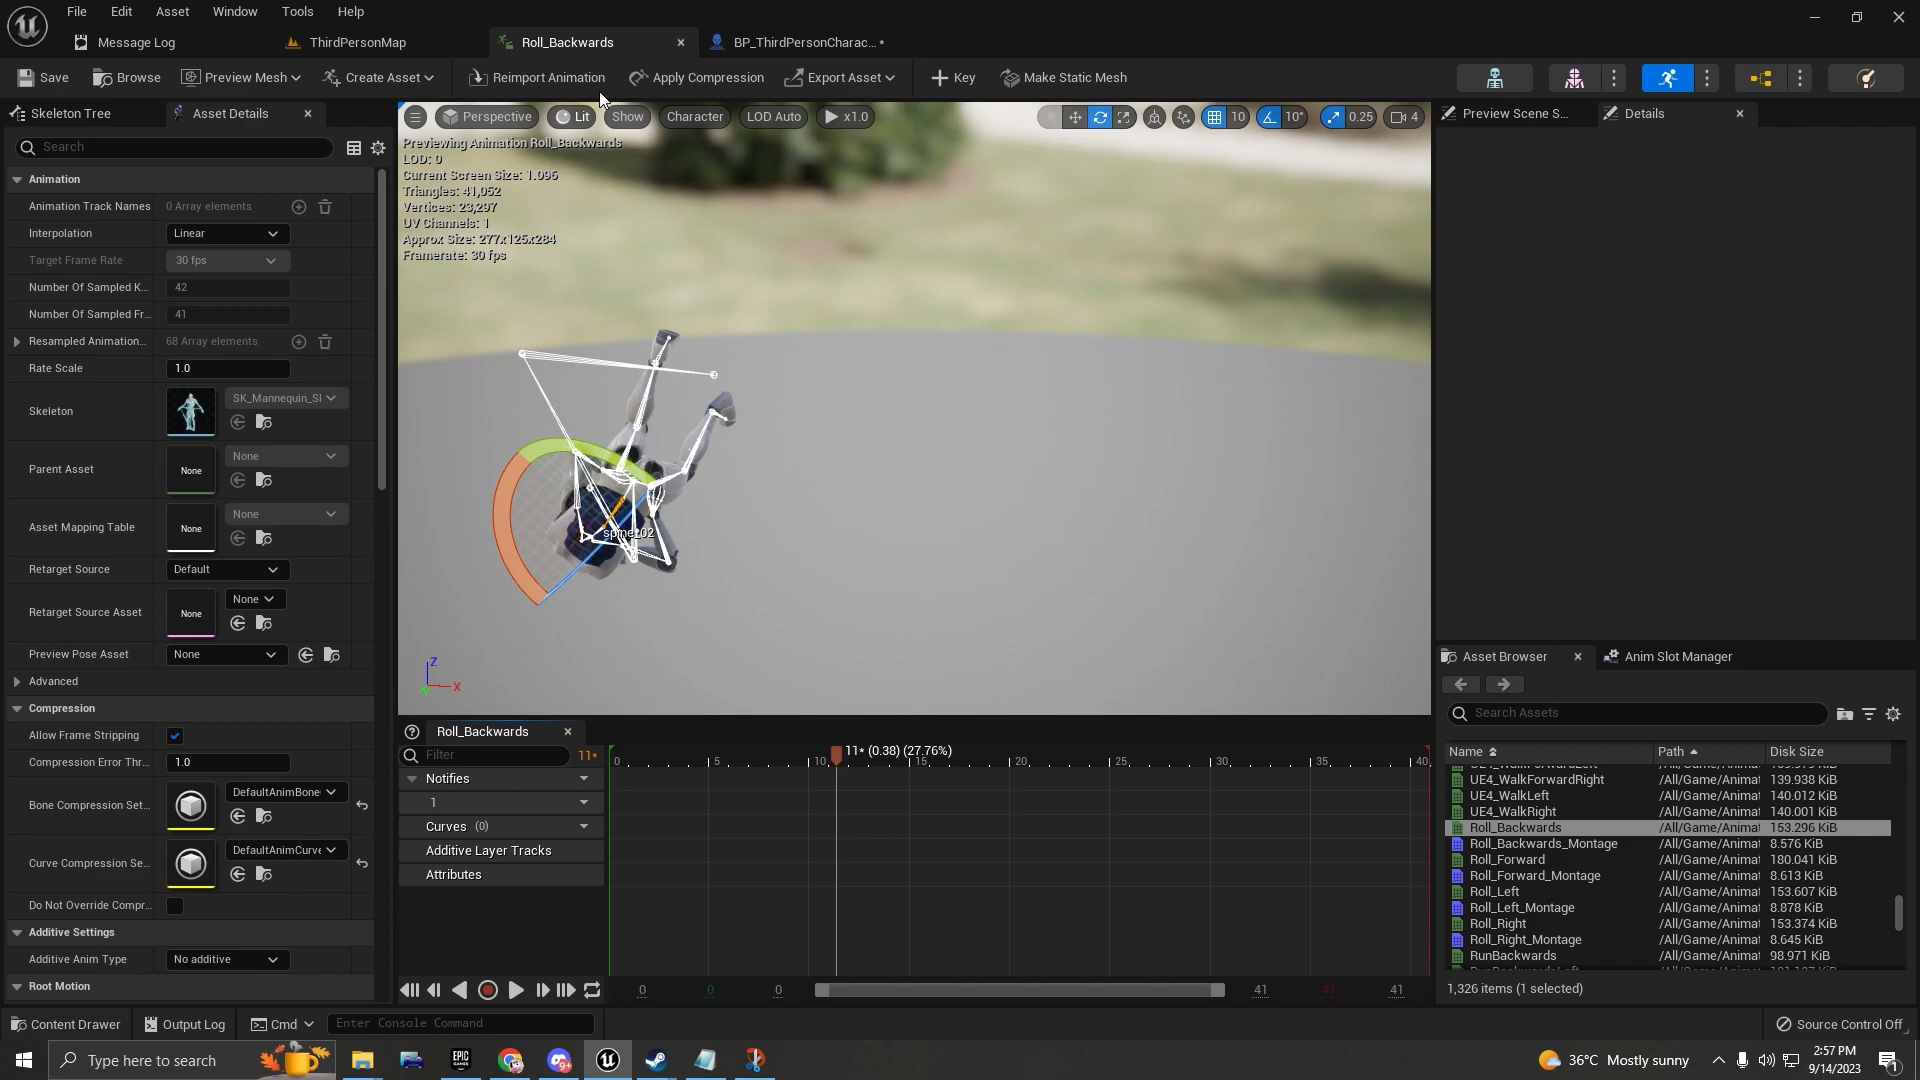 File Edit Asset Window Tools Help
Message Log
ThirdPersonMap
Roll_Backwards
BP_ThirdPersonCharac...*
Save
Browse
Preview Mesh
Create Asset
Reimport Animation
Apply Compression
Export Asset
Key
Make Static Mesh
Skeleton Tree
Asset Details
Search
Animation
Animation Track Names
0 Array elements
Interpolation
Linear
Target Frame Rate
30 fps
Number Of Sampled K...
42
Number Of Sampled Fr...
41
Resampled Animation...
68 Array elements
Rate Scale
1.0
Skeleton
SK_Mannequin_Sl
Parent Asset
None
None
Asset Mapping Table
None
None
Retarget Source
Default
Retarget Source Asset
None
None
Preview Pose Asset
None
Advanced
Compression
Allow Frame Stripping
Compression Error Thr...
1.0
Bone Compression Set...
DefaultAnimBone
Curve Compression Se...
DefaultAnimCurve
Do Not Override Compr...
Additive Settings
Additive Anim Type
No additive
Root Motion
Perspective
Lit
Show
Character
LOD Auto
x1.0
10
10°
0.25
4
Previewing Animation Roll_Backwards
LOD: 0
Current Screen Size: 1.096
Triangles: 41,052
Vertices: 23,297
UV Channels: 1
Approx Size: 277x125x284
Framerate: 30 fps
spine_02
Z
X
Roll_Backwards
Filter
11*
11* (0.38) (27.76%)
0 5 10 15 20 25 30 35 40
Notifies
1
Curves (0)
Additive Layer Tracks
Attributes
0 0 0 41 41 41
Preview Scene S...
Details
Asset Browser
Anim Slot Manager
Search Assets
Name Path Disk Size
UE4_WalkForwardRight /All/Game/Animat 139.938 KiB
UE4_WalkLeft /All/Game/Animat 140.012 KiB
UE4_WalkRight /All/Game/Animat 140.001 KiB
Roll_Backwards /All/Game/Animat 153.296 KiB
Roll_Backwards_Montage /All/Game/Animat 8.576 KiB
Roll_Forward /All/Game/Animat 180.041 KiB
Roll_Forward_Montage /All/Game/Animat 8.613 KiB
Roll_Left /All/Game/Animat 153.607 KiB
Roll_Left_Montage /All/Game/Animat 8.878 KiB
Roll_Right /All/Game/Animat 153.374 KiB
Roll_Right_Montage /All/Game/Animat 8.645 KiB
RunBackwards /All/Game/Animat 98.971 KiB
1,326 items (1 selected)
Content Drawer
Output Log
Cmd
Enter Console Command
Source Control Off
Type here to search
EPIC GAMES
36°C Mostly sunny
2:57 PM
9/14/2023
1